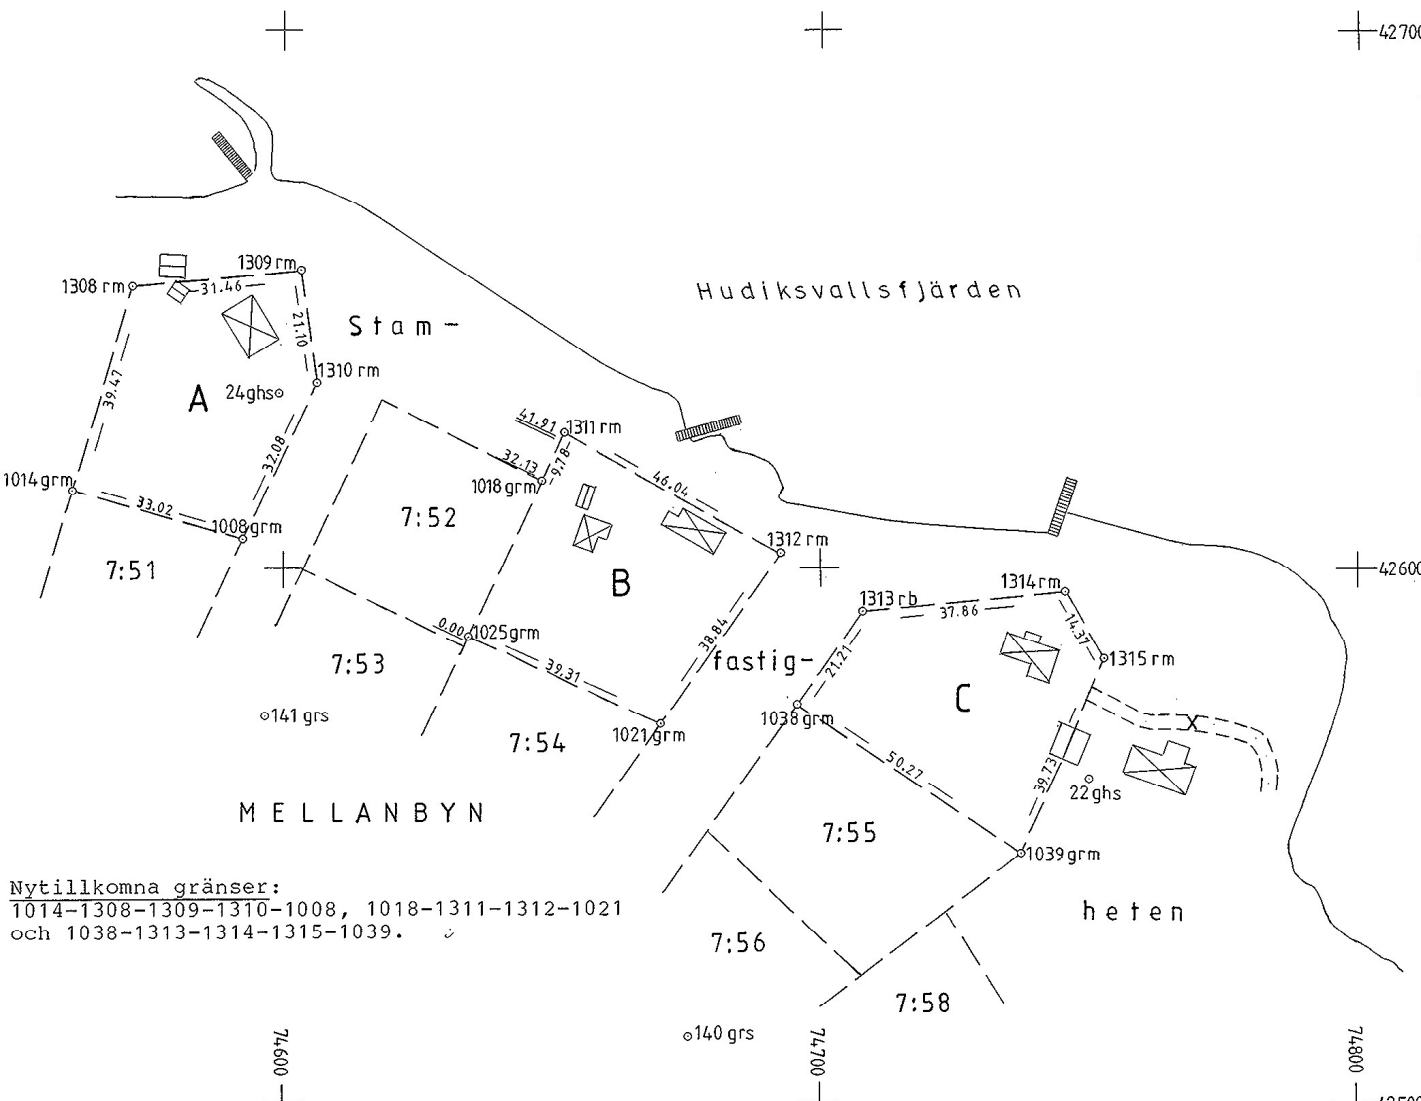 42700
Hudiksvallsfjärden
1309 rm
1308 rm
31.46
21.10
Stam-
1310 rm
A
24ghs
39.47
32.08
41.91
1311 rm
32.13
9.78
46.04
1014 grm
1018 grm
33.02
1008 grm
7:52
7:51
1312 rm
42600
B
1314 rm
1313 rb
37.86
14.37
0.00
1025 grm
38.84
7:53
39.31
fastig-
21.21
1315 rm
C
141 grs
1038 grm
X
7:54
1021 grm
50.27
39.73
22 ghs
MELLANBYN
7:55
1039 grm
Nytillkomna gränser:
1014-1308-1309-1310-1008, 1018-1311-1312-1021
och 1038-1313-1314-1315-1039.
heten
7:56
7:58
140 grs
74600
74700
74800